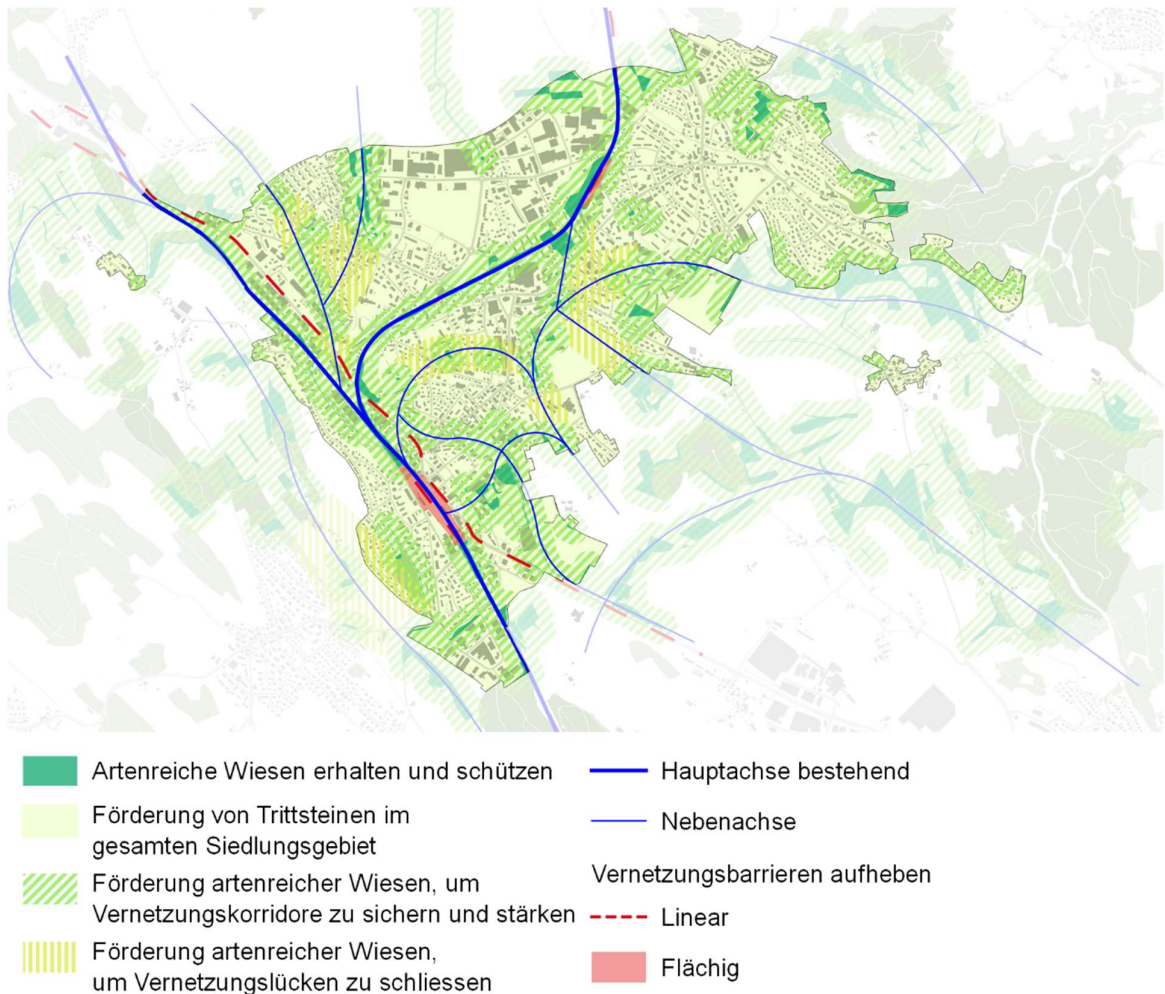 Artenreiche Wiesen erhalten und schützen
Förderung von Trittsteinen im
gesamten Siedlungsgebiet
Förderung artenreicher Wiesen, um
Vernetzungskorridore zu sichern und stärken
Förderung artenreicher Wiesen,
um Vernetzungslücken zu schliessen
Hauptachse bestehend
Nebenachse
Vernetzungsbarrieren aufheben
Linear
Flächig